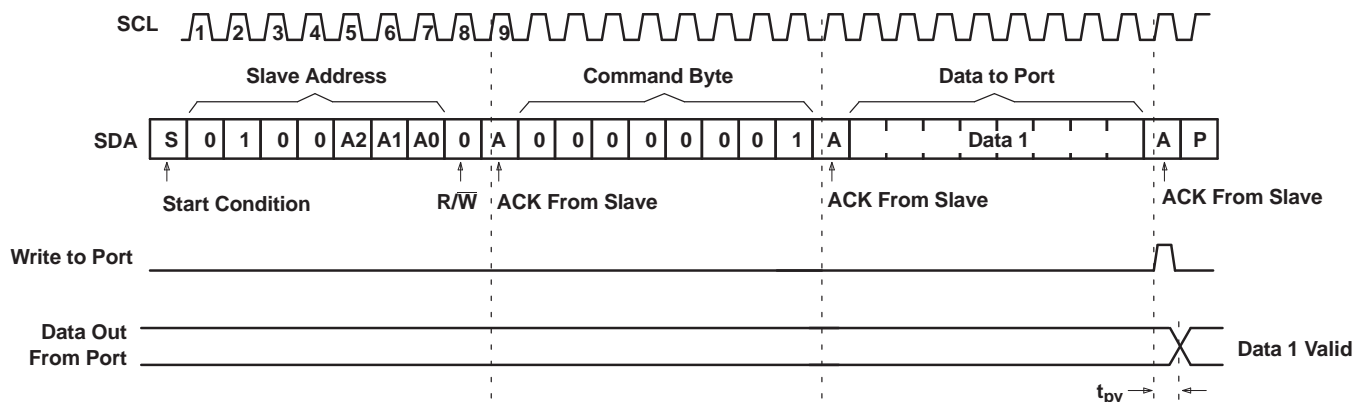 SCL 1 2 3 4 5 6 7 8 9
Slave Address Command Byte Data to Port
SDA S 0 1 0 0 A2 A1 A0 0 A 0 0 0 0 0 0 0 1 A Data 1 A P
Start Condition R/W̅ ACK From Slave ACK From Slave ACK From Slave
Write to Port
Data Out
From Port
Data 1 Valid
tpv